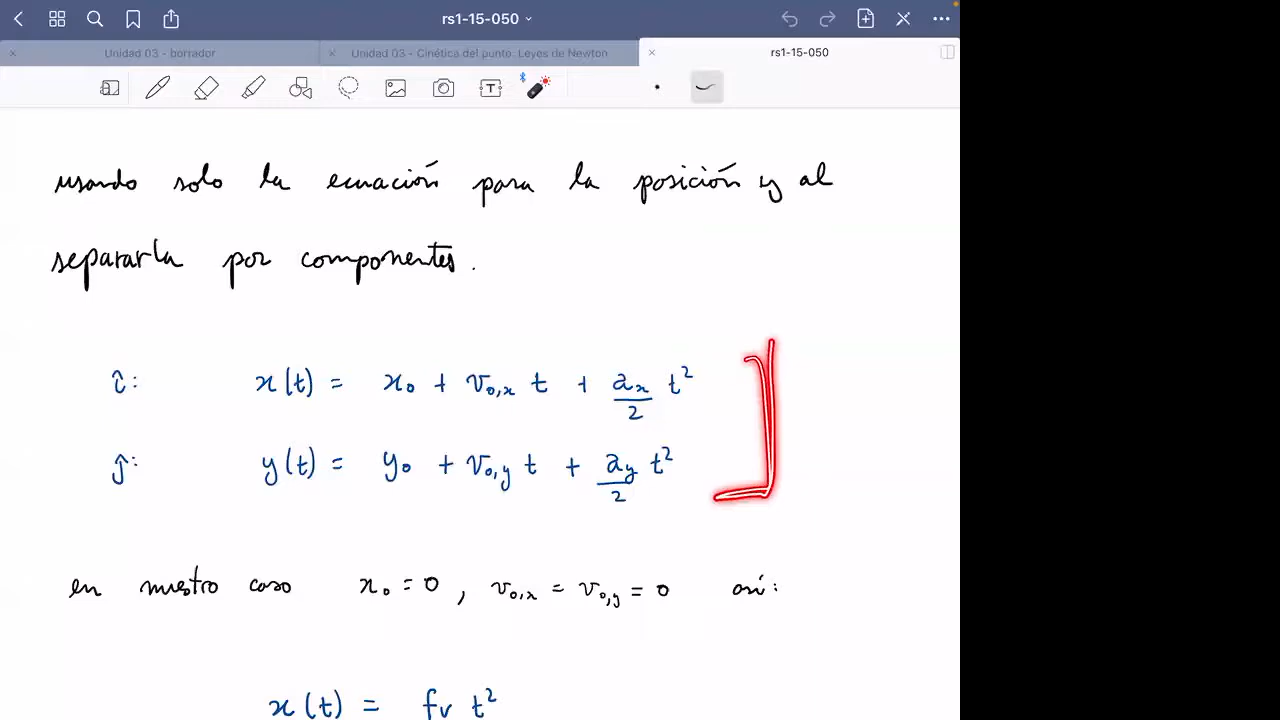 rs1-15-050
Unidad 03 - borrador
Unidad 03 - Cinética del punto. Leyes de Newton
rs1-15-050
usando solo la ecuación para la posición y al
separarla por componentes.
î: x(t) = x₀ + v₀,ₓ t + aₓ/2 t²
ĵ: y(t) = y₀ + v₀,y t + ay/2 t²
en nuestro caso x₀ = 0, v₀,ₓ = v₀,y = 0 así:
x(t) = fv t²